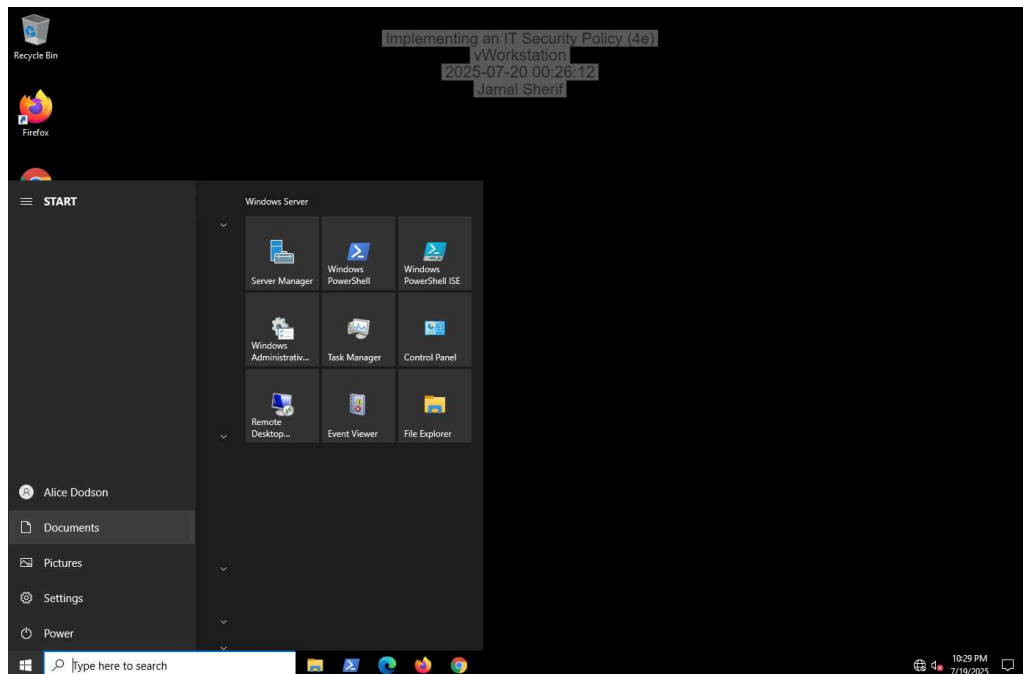 Recycle Bin
Implementing an IT Security Policy (4e)
vWorkstation
2025-07-20 00:26:12
Jamal Sherif
Firefox
START
Windows Server
Server Manager
Windows
PowerShell
Windows
PowerShell ISE
Windows
Administrativ...
Task Manager
Control Panel
Remote
Desktop...
Event Viewer
File Explorer
Alice Dodson
Documents
Pictures
Settings
Power
Type here to search
10:29 PM
7/19/2025